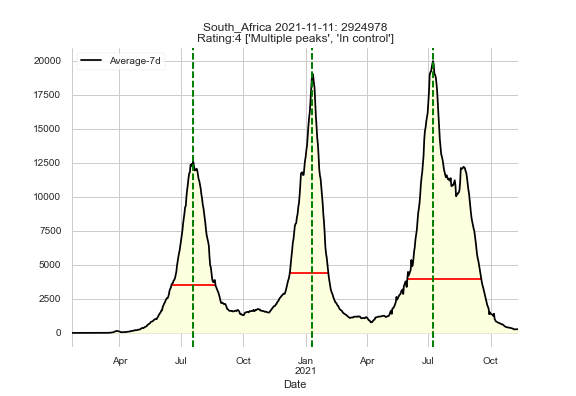 South_Africa 2021-11-11: 2924978
Rating:4 ['Multiple peaks', 'In control']
Average-7d
20000
17500
15000
12500
10000
7500
5000
2500
0
Apr
Jul
Oct
Jan
2021
Apr
Jul
Oct
Date